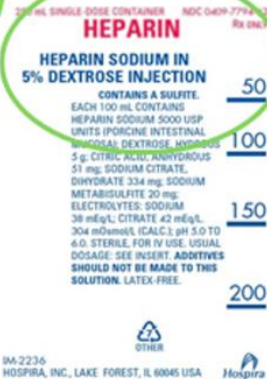 250 mL SINGLE-DOSE CONTAINER NDC 0409-7794-62
HEPARIN
RX ONLY
HEPARIN SODIUM IN
5% DEXTROSE INJECTION
CONTAINS A SULFITE.
EACH 100 mL CONTAINS
HEPARIN SODIUM 5000 USP
UNITS (PORCINE INTESTINAL
MUCOSA); DEXTROSE, HYDROUS
5 g; CITRIC ACID, ANHYDROUS
51 mg; SODIUM CITRATE,
DIHYDRATE 334 mg; SODIUM
METABISULFITE 20 mg;
ELECTROLYTES: SODIUM
38 mEq/L; CITRATE 42 mEq/L.
304 mOsmol/L (CALC.); pH 5.0 TO
6.0. STERILE, FOR IV USE. USUAL
DOSAGE: SEE INSERT. ADDITIVES
SHOULD NOT BE MADE TO THIS
SOLUTION. LATEX-FREE.
50
100
150
200
7
OTHER
IM-2236
HOSPIRA, INC., LAKE FOREST, IL 60045 USA
Hospira